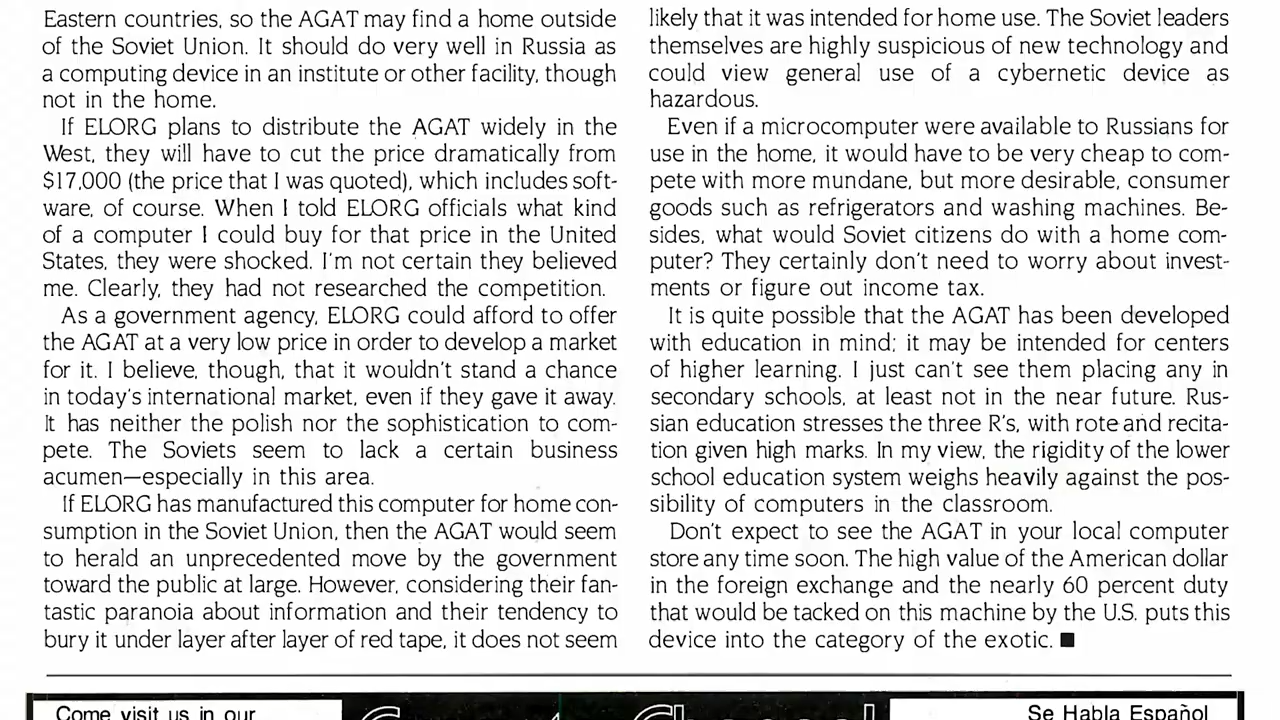 Eastern countries, so the AGAT may find a home outside
of the Soviet Union. It should do very well in Russia as
a computing device in an institute or other facility, though
not in the home.
If ELORG plans to distribute the AGAT widely in the
West, they will have to cut the price dramatically from
$17,000 (the price that I was quoted), which includes soft-
ware, of course. When I told ELORG officials what kind
of a computer I could buy for that price in the United
States, they were shocked. I'm not certain they believed
me. Clearly, they had not researched the competition.
As a government agency, ELORG could afford to offer
the AGAT at a very low price in order to develop a market
for it. I believe, though, that it wouldn't stand a chance
in today's international market, even if they gave it away.
It has neither the polish nor the sophistication to com-
pete. The Soviets seem to lack a certain business
acumen—especially in this area.
If ELORG has manufactured this computer for home con-
sumption in the Soviet Union, then the AGAT would seem
to herald an unprecedented move by the government
toward the public at large. However, considering their fan-
tastic paranoia about information and their tendency to
bury it under layer after layer of red tape, it does not seem
likely that it was intended for home use. The Soviet leaders
themselves are highly suspicious of new technology and
could view general use of a cybernetic device as
hazardous.
Even if a microcomputer were available to Russians for
use in the home, it would have to be very cheap to com-
pete with more mundane, but more desirable, consumer
goods such as refrigerators and washing machines. Be-
sides, what would Soviet citizens do with a home com-
puter? They certainly don't need to worry about invest-
ments or figure out income tax.
It is quite possible that the AGAT has been developed
with education in mind; it may be intended for centers
of higher learning. I just can't see them placing any in
secondary schools, at least not in the near future. Rus-
sian education stresses the three R's, with rote and recita-
tion given high marks. In my view, the rigidity of the lower
school education system weighs heavily against the pos-
sibility of computers in the classroom.
Don't expect to see the AGAT in your local computer
store any time soon. The high value of the American dollar
in the foreign exchange and the nearly 60 percent duty
that would be tacked on this machine by the U.S. puts this
device into the category of the exotic. ■
Come visit us in our
Se Habla Español